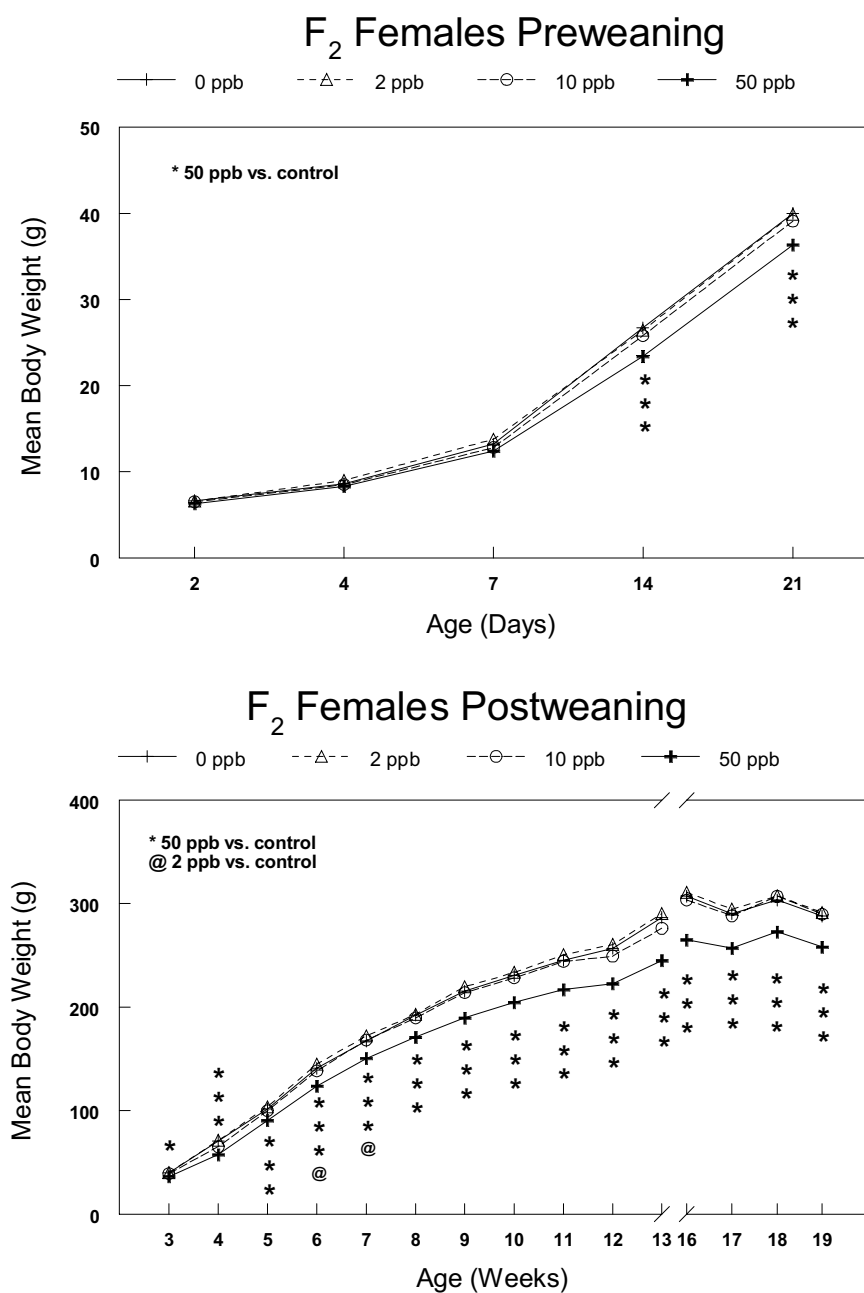 F2 Females Preweaning
0 ppb 2 ppb 10 ppb 50 ppb
50
* 50 ppb vs. control
40
30
20
10
0
Mean Body Weight (g)
* * *
* * *
2 4 7 14 21
Age (Days)
F2 Females Postweaning
0 ppb 2 ppb 10 ppb 50 ppb
400
* 50 ppb vs. control
@ 2 ppb vs. control
300
200
100
0
Mean Body Weight (g)
*
* * *
* * *
* * * @
* * * @
* * *
* * *
* * *
* * *
* * *
* * *
* * *
* * *
* * *
* * *
3 4 5 6 7 8 9 10 11 12 13 16 17 18 19
Age (Weeks)